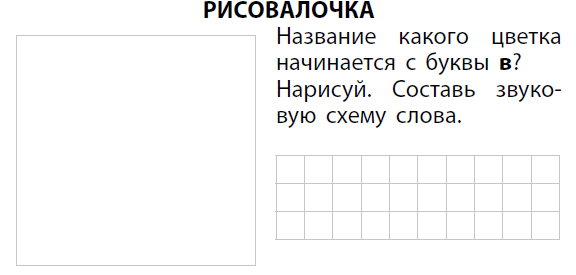 РИСОВАЛОЧКА
Название какого цветка
начинается с буквы в?
Нарисуй. Составь звуко-
вую схему слова.